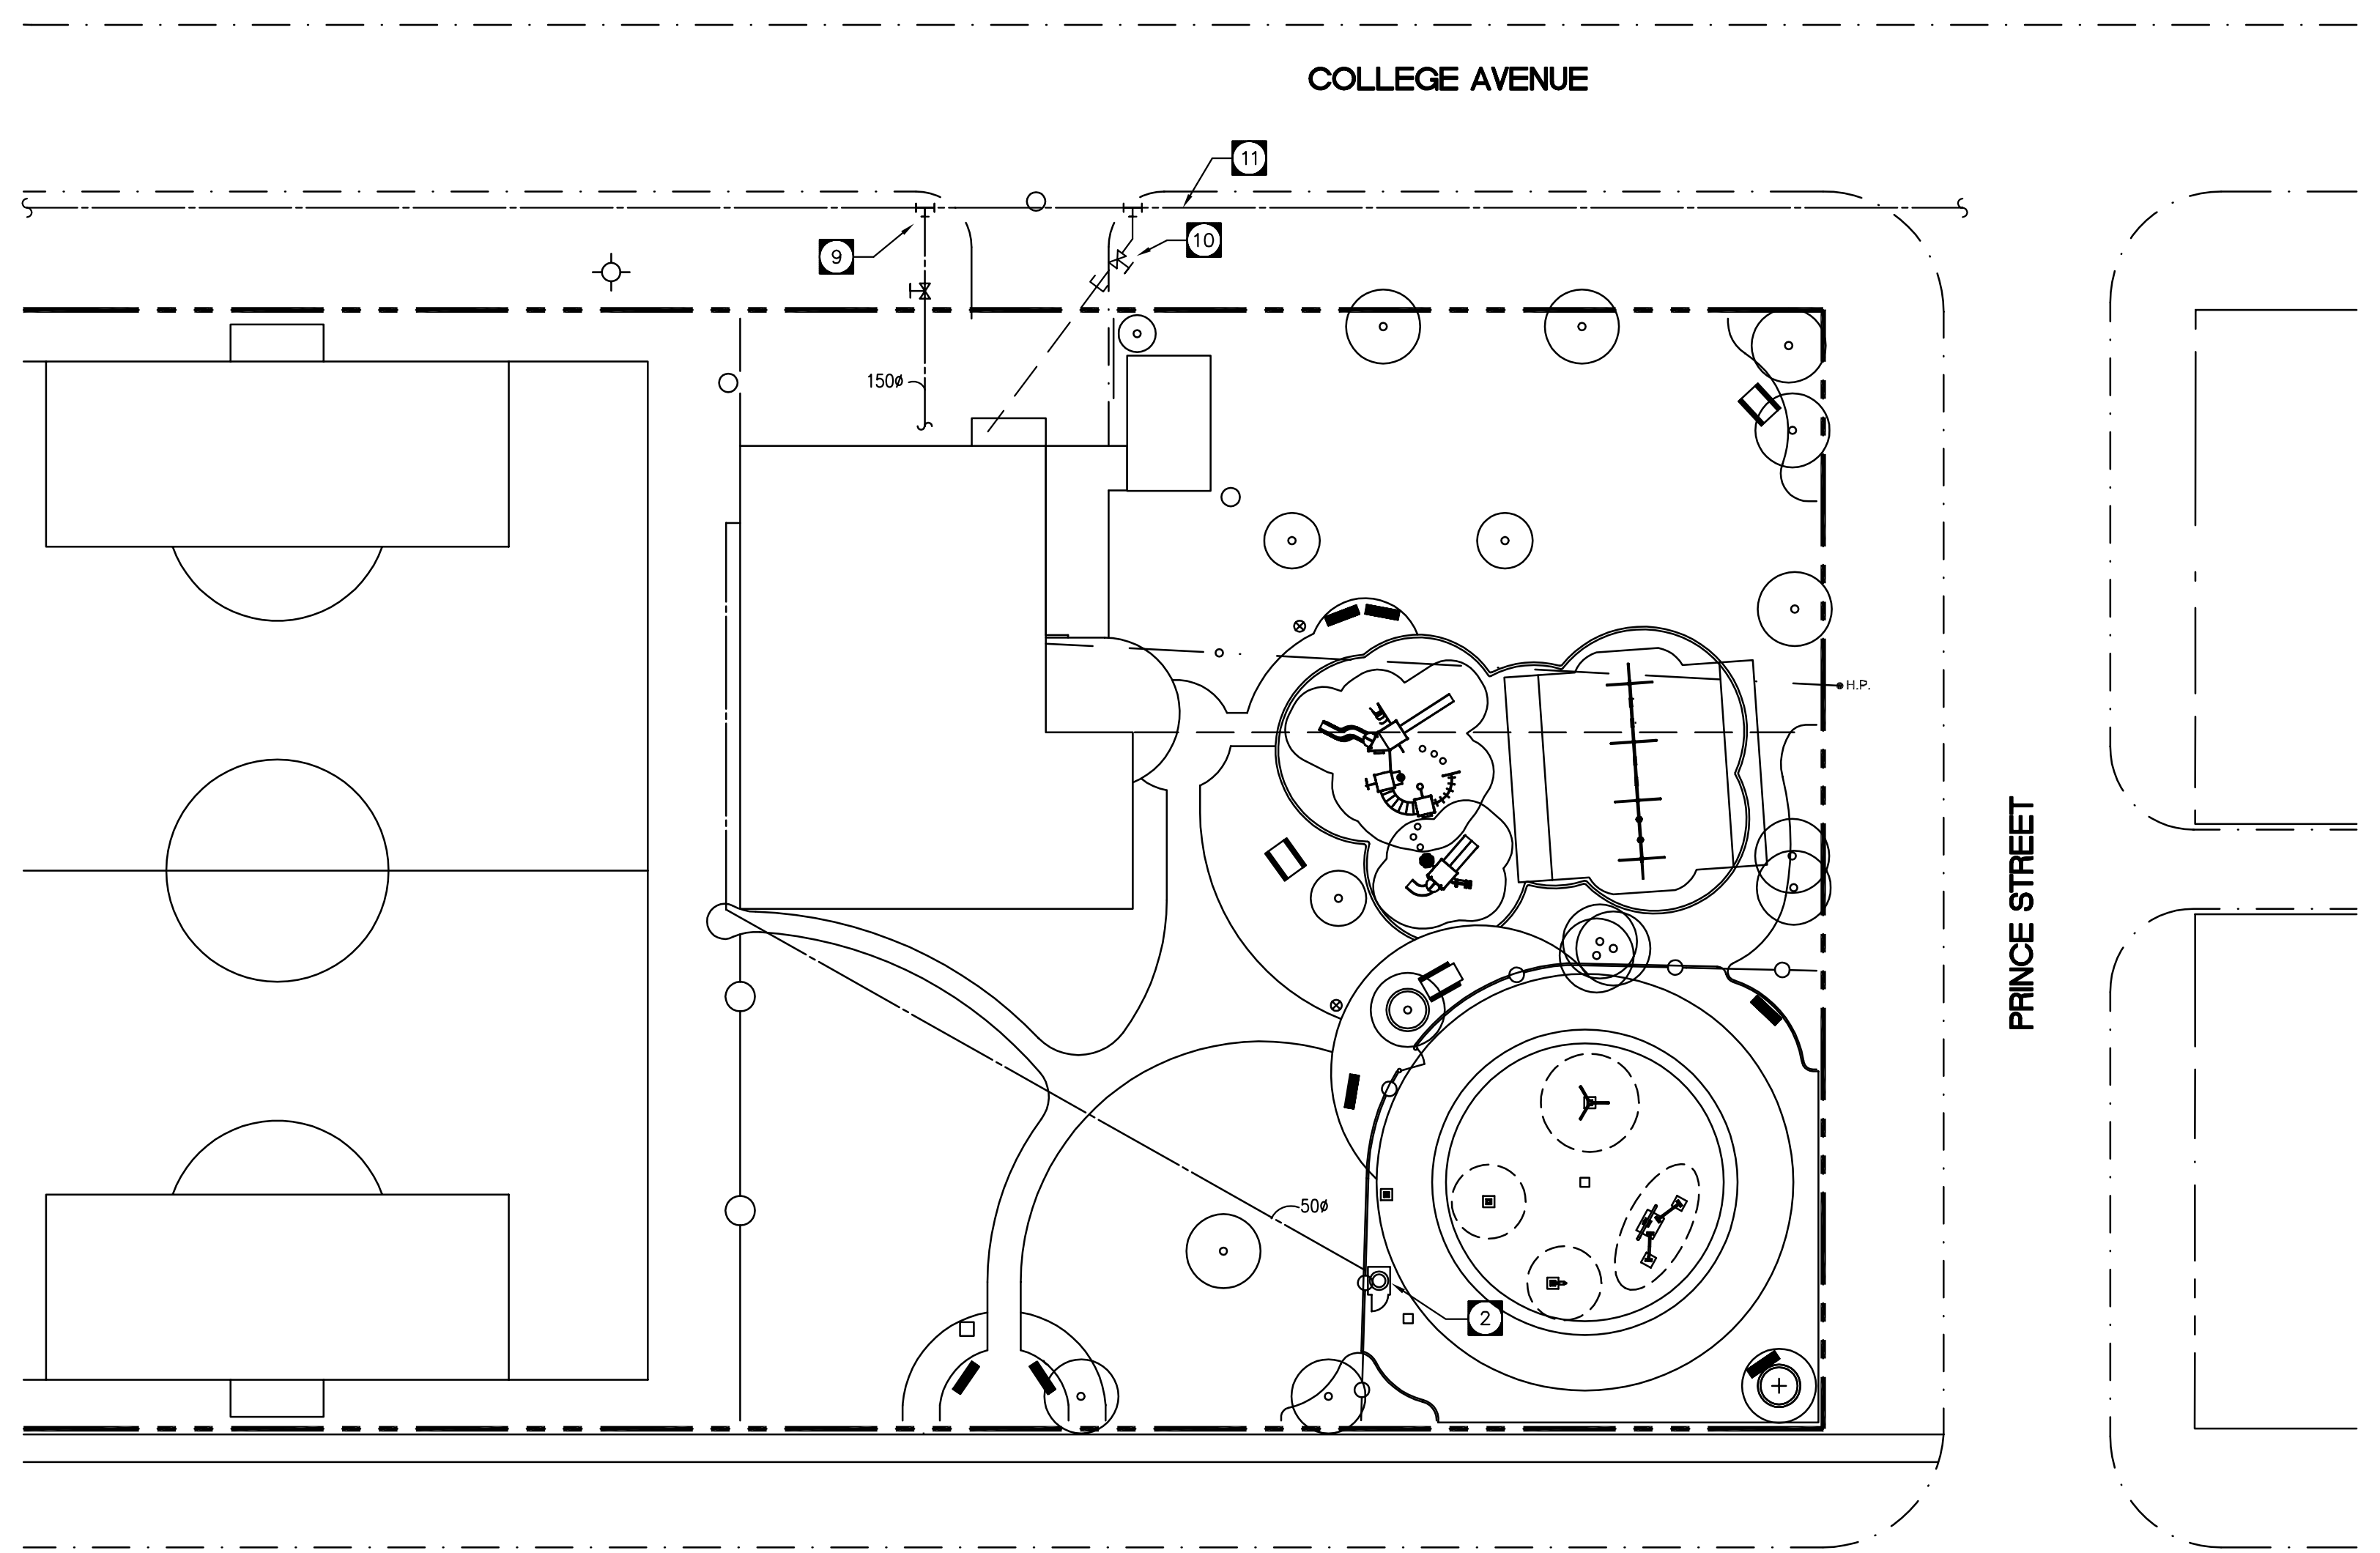 COLLEGE AVENUE
11
9
10
150ø
H.P.
PRINCE STREET
50ø
2